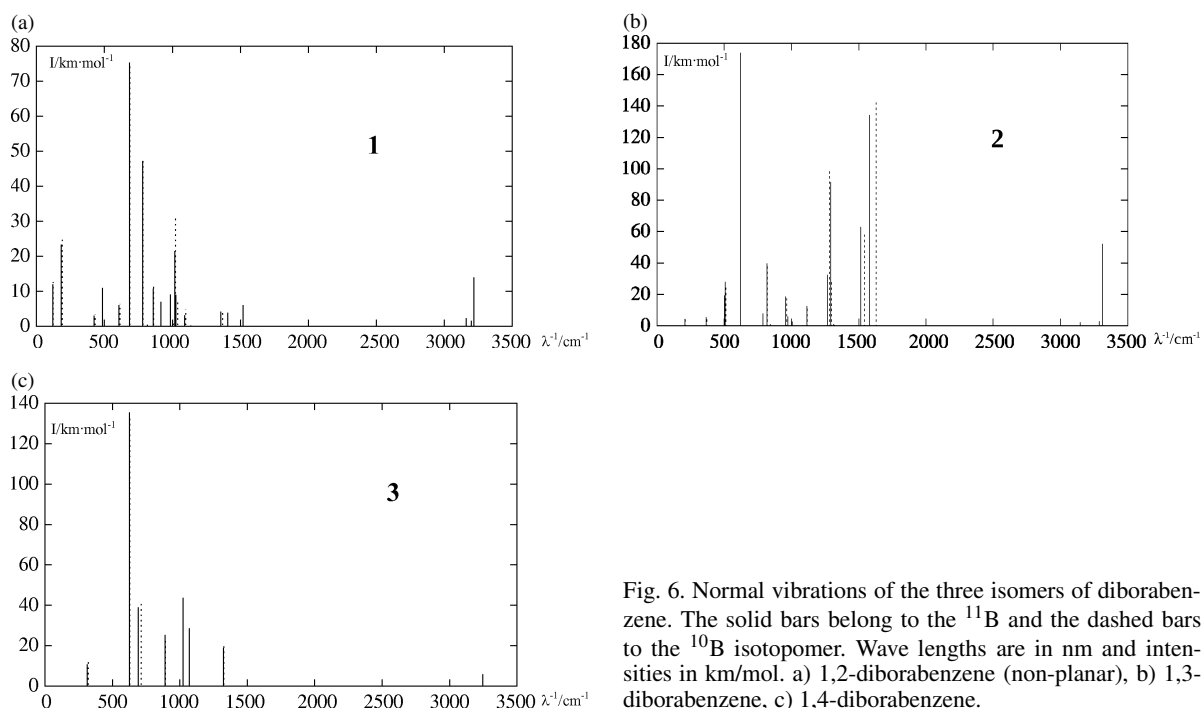 (a)
80
70
60
50
40
30
20
10
0
I/km·mol⁻¹
1
0 500 1000 1500 2000 2500 3000 3500 λ⁻¹/cm⁻¹
(b)
180
160
140
120
100
80
60
40
20
0
I/km·mol⁻¹
2
0 500 1000 1500 2000 2500 3000 3500 λ⁻¹/cm⁻¹
(c)
140
120
100
80
60
40
20
0
I/km·mol⁻¹
3
0 500 1000 1500 2000 2500 3000 3500 λ⁻¹/cm⁻¹
Fig. 6. Normal vibrations of the three isomers of diboraben-
zene. The solid bars belong to the ¹¹B and the dashed bars
to the ¹⁰B isotopomer. Wave lengths are in nm and inten-
sities in km/mol. a) 1,2-diborabenzene (non-planar), b) 1,3-
diborabenzene, c) 1,4-diborabenzene.